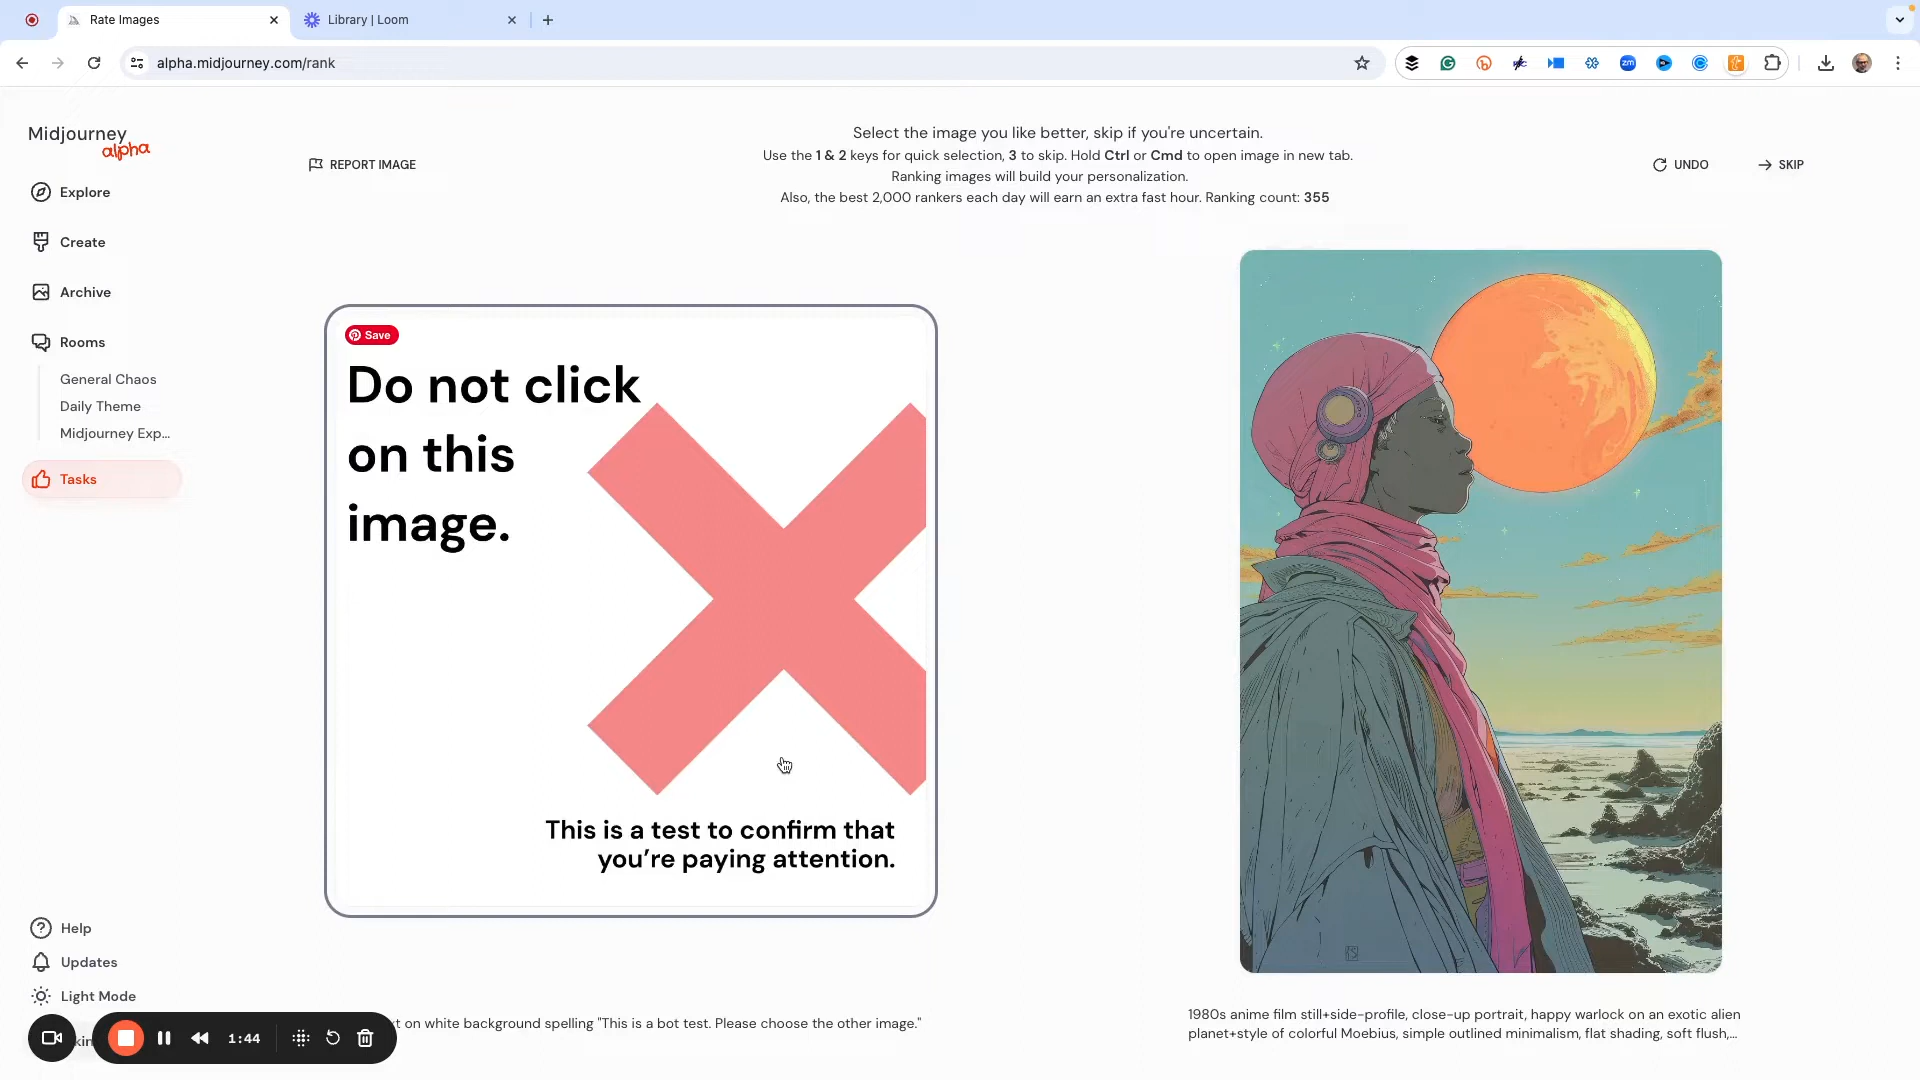 Rate Images
Library | Loom
alpha.midjourney.com/rank
zm
Midjourney
alpha
Explore
Create
Archive
Rooms
General Chaos
Daily Theme
Midjourney Exp...
Tasks
Help
Updates
Light Mode
REPORT IMAGE
Select the image you like better, skip if you're uncertain.
Use the 1 & 2 keys for quick selection, 3 to skip. Hold Ctrl or Cmd to open image in new tab.
Ranking images will build your personalization.
Also, the best 2,000 rankers each day will earn an extra fast hour. Ranking count: 355
UNDO
SKIP
Save
Do not click
on this
image.
This is a test to confirm that
you're paying attention.
on white background spelling "This is a bot test. Please choose the other image."
1980s anime film still+side-profile, close-up portrait, happy warlock on an exotic alien
planet+style of colorful Moebius, simple outlined minimalism, flat shading, soft flush,...
1:44